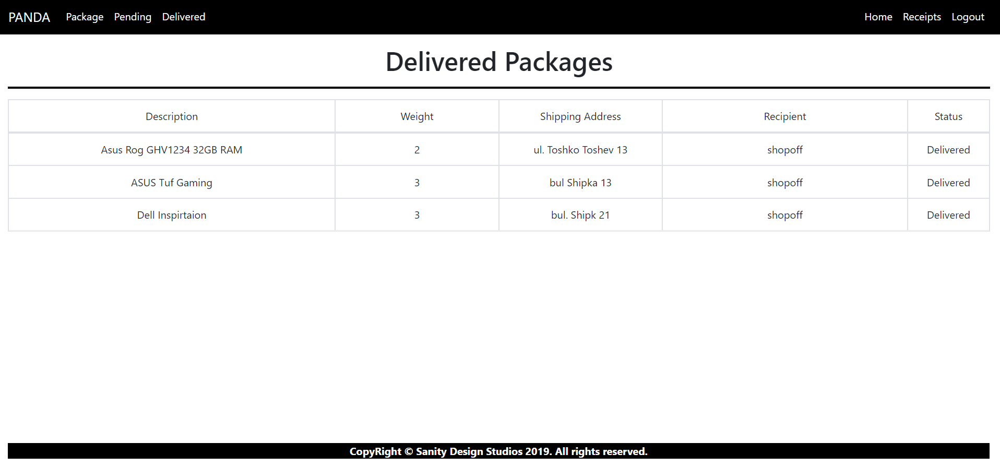 PANDA Package Pending Delivered Home Receipts Logout
Delivered Packages
Description Weight Shipping Address Recipient Status
Asus Rog GHV1234 32GB RAM 2 ul. Toshko Toshev 13 shopoff Delivered
ASUS Tuf Gaming 3 bul Shipka 13 shopoff Delivered
Dell Inspirtaion 3 bul. Shipk 21 shopoff Delivered
CopyRight © Sanity Design Studios 2019. All rights reserved.